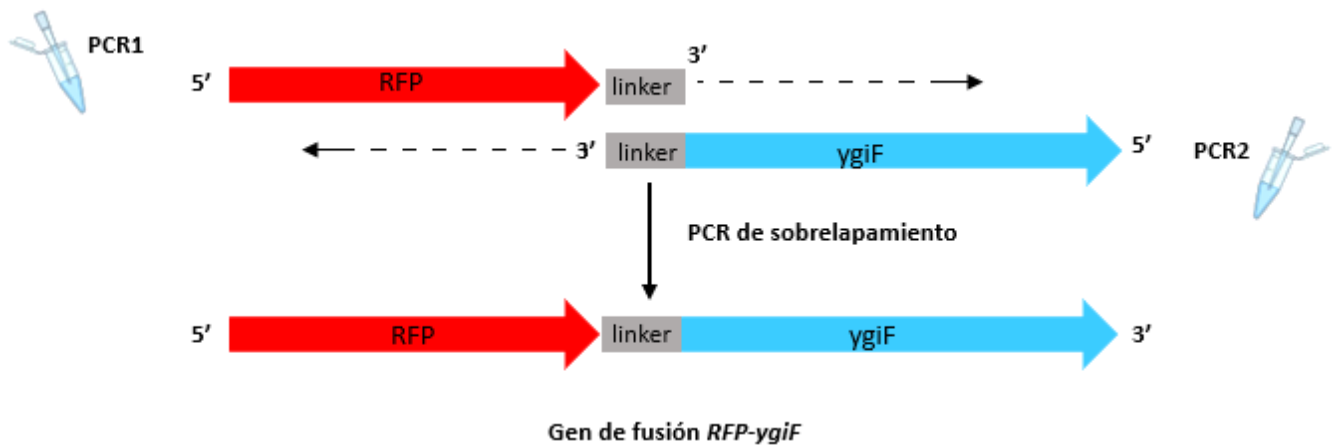 PCR1
3’
5’ RFP linker
3’ linker ygiF 5’ PCR2
PCR de sobrelapamiento
5’ RFP linker ygiF 3’
Gen de fusión RFP-ygiF